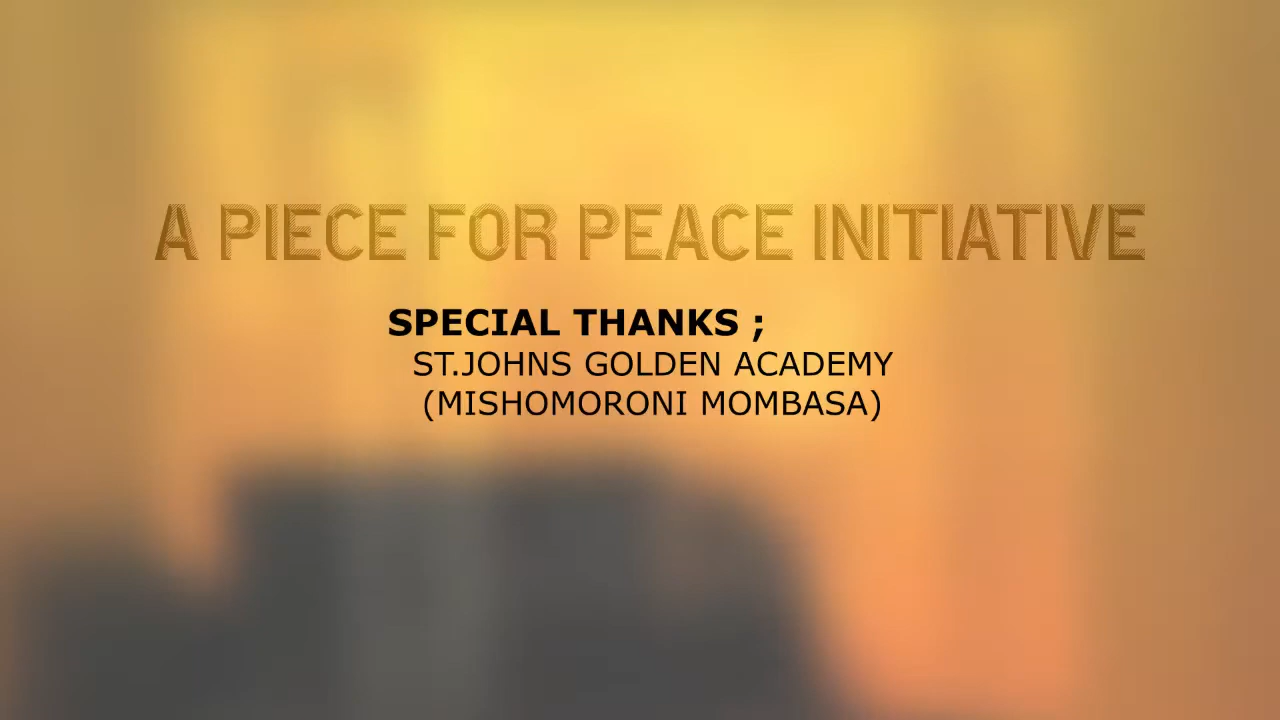 A PIECE FOR PEACE INITIATIVE
SPECIAL THANKS ;
ST.JOHNS GOLDEN ACADEMY
(MISHOMORONI MOMBASA)